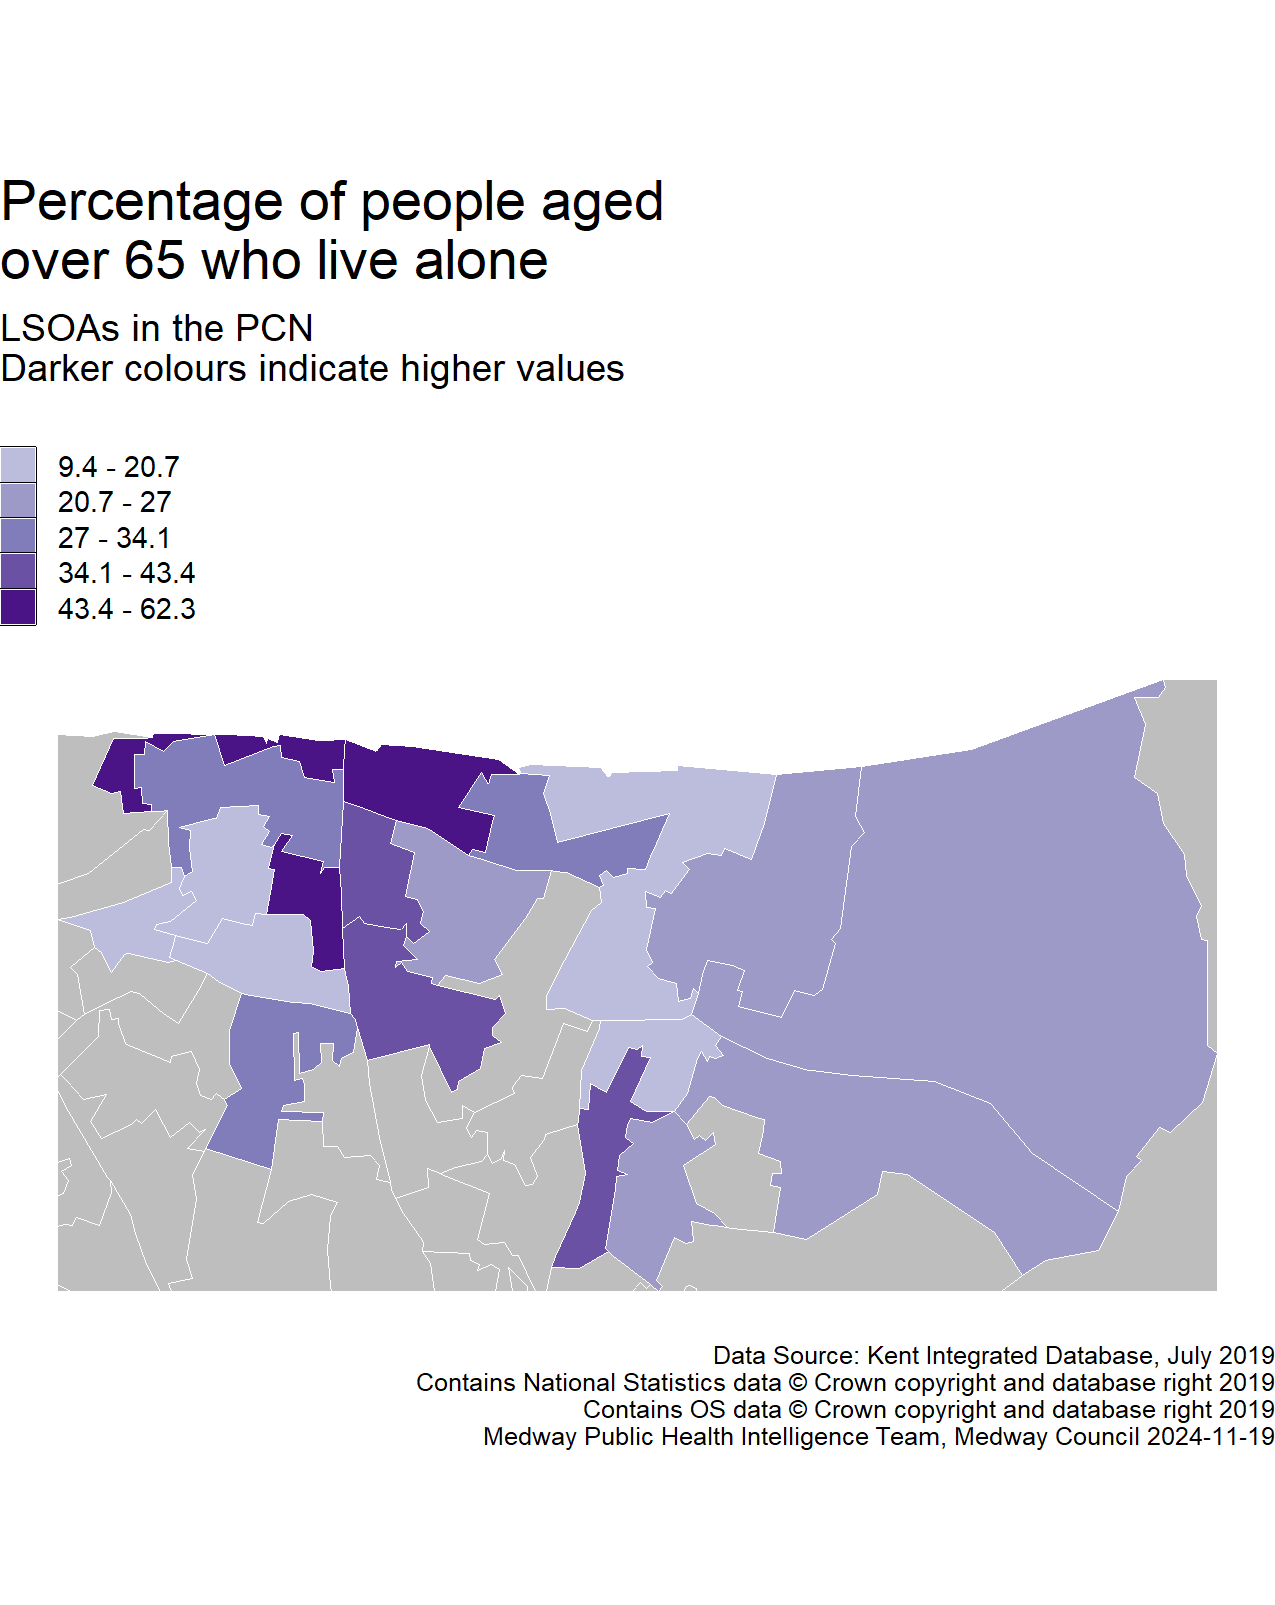 Percentage of people aged
over 65 who live alone
LSOAs in the PCN
Darker colours indicate higher values
9.4 - 20.7
20.7 - 27
27 - 34.1
34.1 - 43.4
43.4 - 62.3
Data Source: Kent Integrated Database, July 2019
Contains National Statistics data © Crown copyright and database right 2019
Contains OS data © Crown copyright and database right 2019
Medway Public Health Intelligence Team, Medway Council 2024-11-19